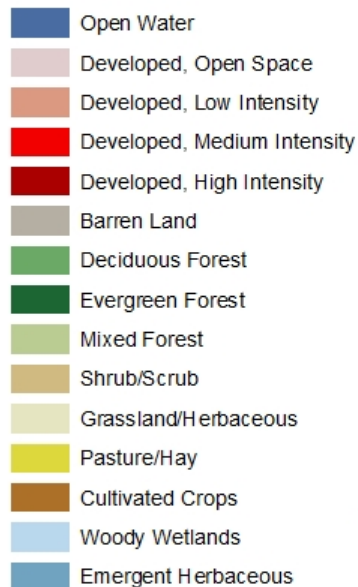 Open Water
Developed, Open Space
Developed, Low Intensity
Developed, Medium Intensity
Developed, High Intensity
Barren Land
Deciduous Forest
Evergreen Forest
Mixed Forest
Shrub/Scrub
Grassland/Herbaceous
Pasture/Hay
Cultivated Crops
Woody Wetlands
Emergent Herbaceous